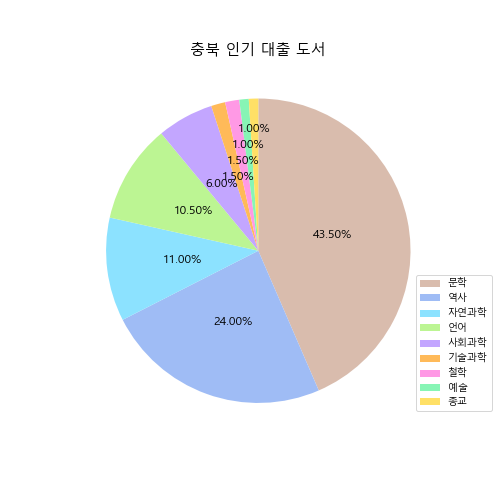 충북 인기 대출 도서
1.00%
1.00%
1.50%
1.50%
6.00%
10.50%
43.50%
11.00%
24.00%
문학
역사
자연과학
언어
사회과학
기술과학
철학
예술
종교